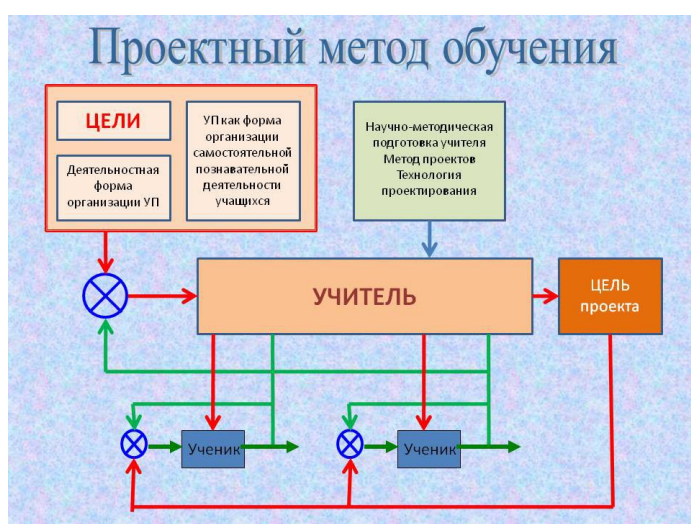 Проектный метод обучения
ЦЕЛИ
Деятельностная
форма
организации УП
УП как форма
организации
самостоятельной
познавательной
деятельности
учащихся
Научно-методическая
подготовка учителя
Метод проектов
Технология
проектирования
УЧИТЕЛЬ
ЦЕЛЬ
проекта
Ученик
Ученик